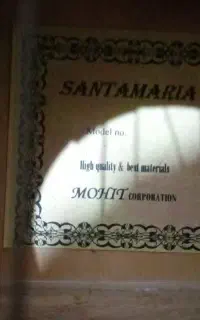 SANTAMARIA
Model no.
High quality & best materials
MOHIT CORPORATION